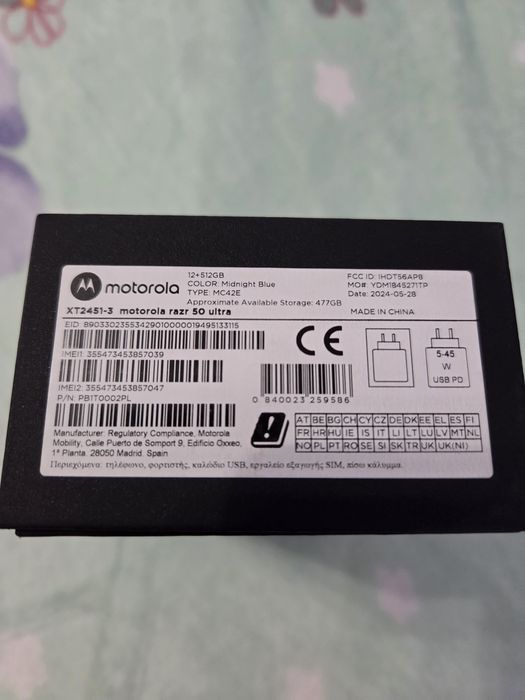 motorola
12+512GB
COLOR: Midnight Blue
TYPE: MC42E
Approximate Available Storage: 477GB
FCC ID: IHDT56AP8
MO#: YDM1845271TP
Date: 2024-05-28
XT2451-3 motorola razr 50 ultra
MADE IN CHINA
EID: 89033023553429010000019495133115
IMEI1: 355473453857039
IMEI2: 355473453857047
P/N: PB1T0002PL
CE
5-45
W
USB PD
0 840023 259586
Manufacturer: Regulatory Compliance, Motorola
Mobility, Calle Puerto de Somport 9, Edificio Oxxeo,
1ª Planta. 28050 Madrid. Spain
AT BE BG CH CY CZ DE DK EE EL ES FI
FR HR HU IE IS IT LI LT LU LV MT NL
NO PL PT RO SE SI SK TR UK UK(NI)
Περιεχόμενα: τηλέφωνο, φορτιστής, καλώδιο USB, εργαλείο εξαγωγής SIM, πίσω κάλυμμα.